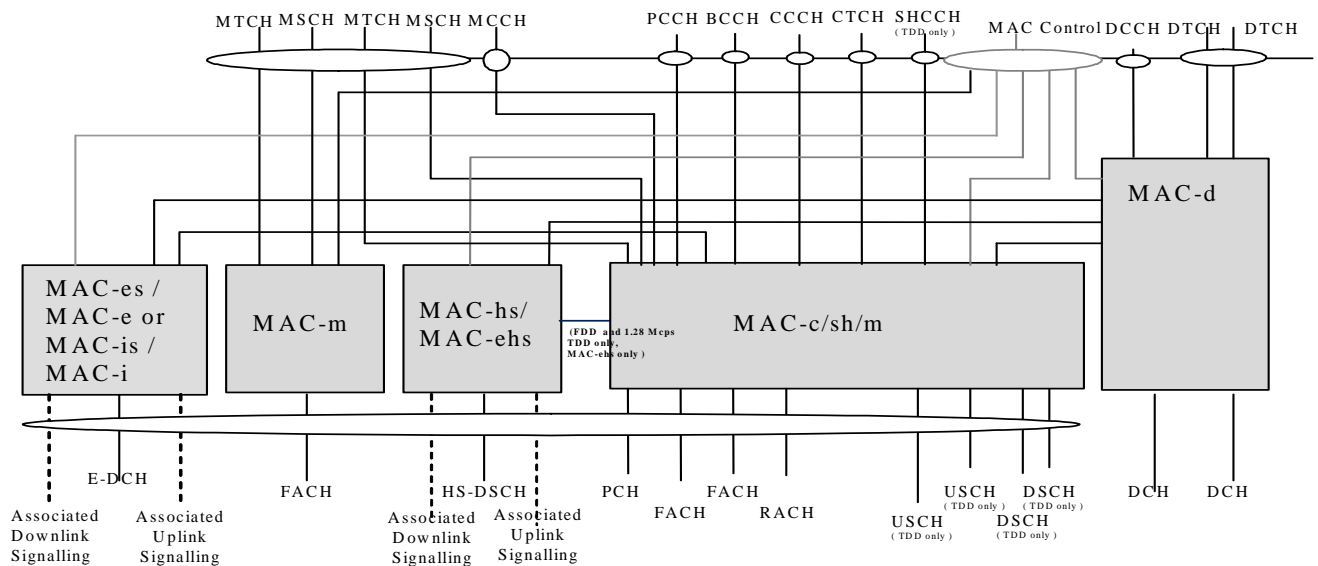 MTCH MSCH MTCH MSCH MCCH PCCH BCCH CCCH CTCH SHCCH MAC Control DCCH DTCH DTCH
( TDD only )
MAC-d
MAC-es /
MAC-e or
MAC-is /
MAC-i
MAC-m
MAC-hs/
MAC-ehs
(FDD and 1.28 Mcps
TDD only,
MAC-ehs only )
MAC-c/sh/m
E-DCH
FACH
HS-DSCH
PCH
FACH
FACH
RACH
USCH
( TDD only )
USCH
( TDD only )
DSCH
( TDD only )
DSCH
( TDD only )
DCH
DCH
Associated
Downlink
Signalling
Associated
Uplink
Signalling
Associated
Downlink
Signalling
Associated
Uplink
Signalling